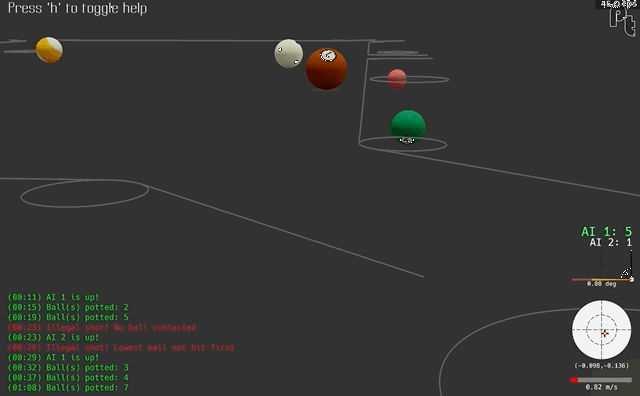 Press 'h' to toggle help
Pt
AI 1: 5
AI 2: 1
0.00 deg
(00:11) AI 1 is up!
(00:15) Ball(s) potted: 2
(00:19) Ball(s) potted: 5
(00:23) Illegal shot! No ball contacted
(00:23) AI 2 is up!
(00:29) Illegal shot! Lowest ball not hit first
(00:29) AI 1 is up!
(00:32) Ball(s) potted: 3
(00:37) Ball(s) potted: 4
(01:08) Ball(s) potted: 7
(-0.098,-0.136)
0.82 m/s